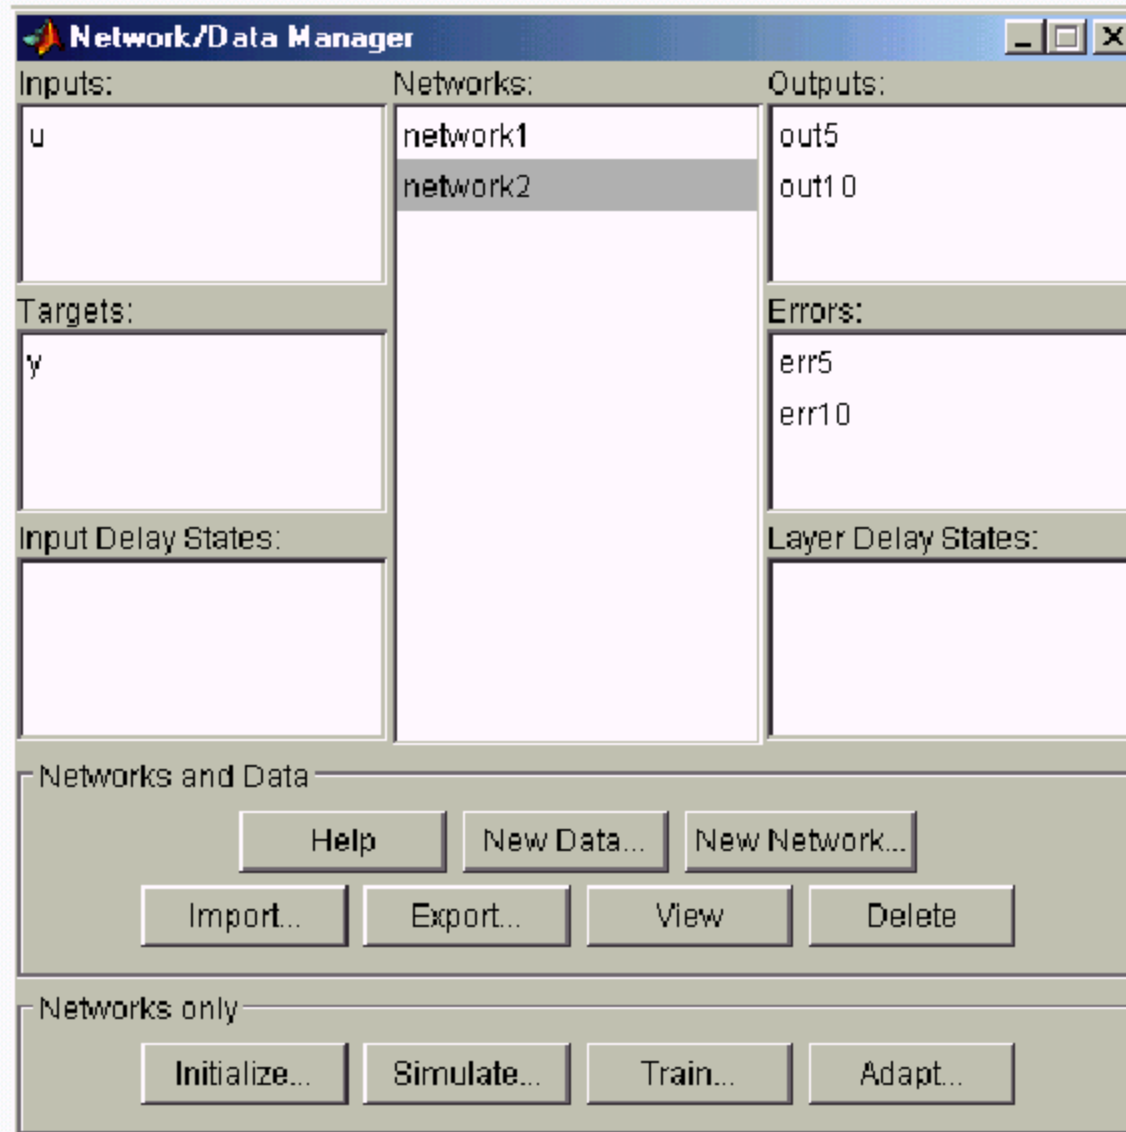 Network/Data Manager
Inputs:
Networks:
Outputs:
u
network1
out5
network2
out10
Targets:
Errors:
y
err5
err10
Input Delay States:
Layer Delay States:
Networks and Data
Help
New Data...
New Network...
Import...
Export...
View
Delete
Networks only
Initialize...
Simulate...
Train...
Adapt...